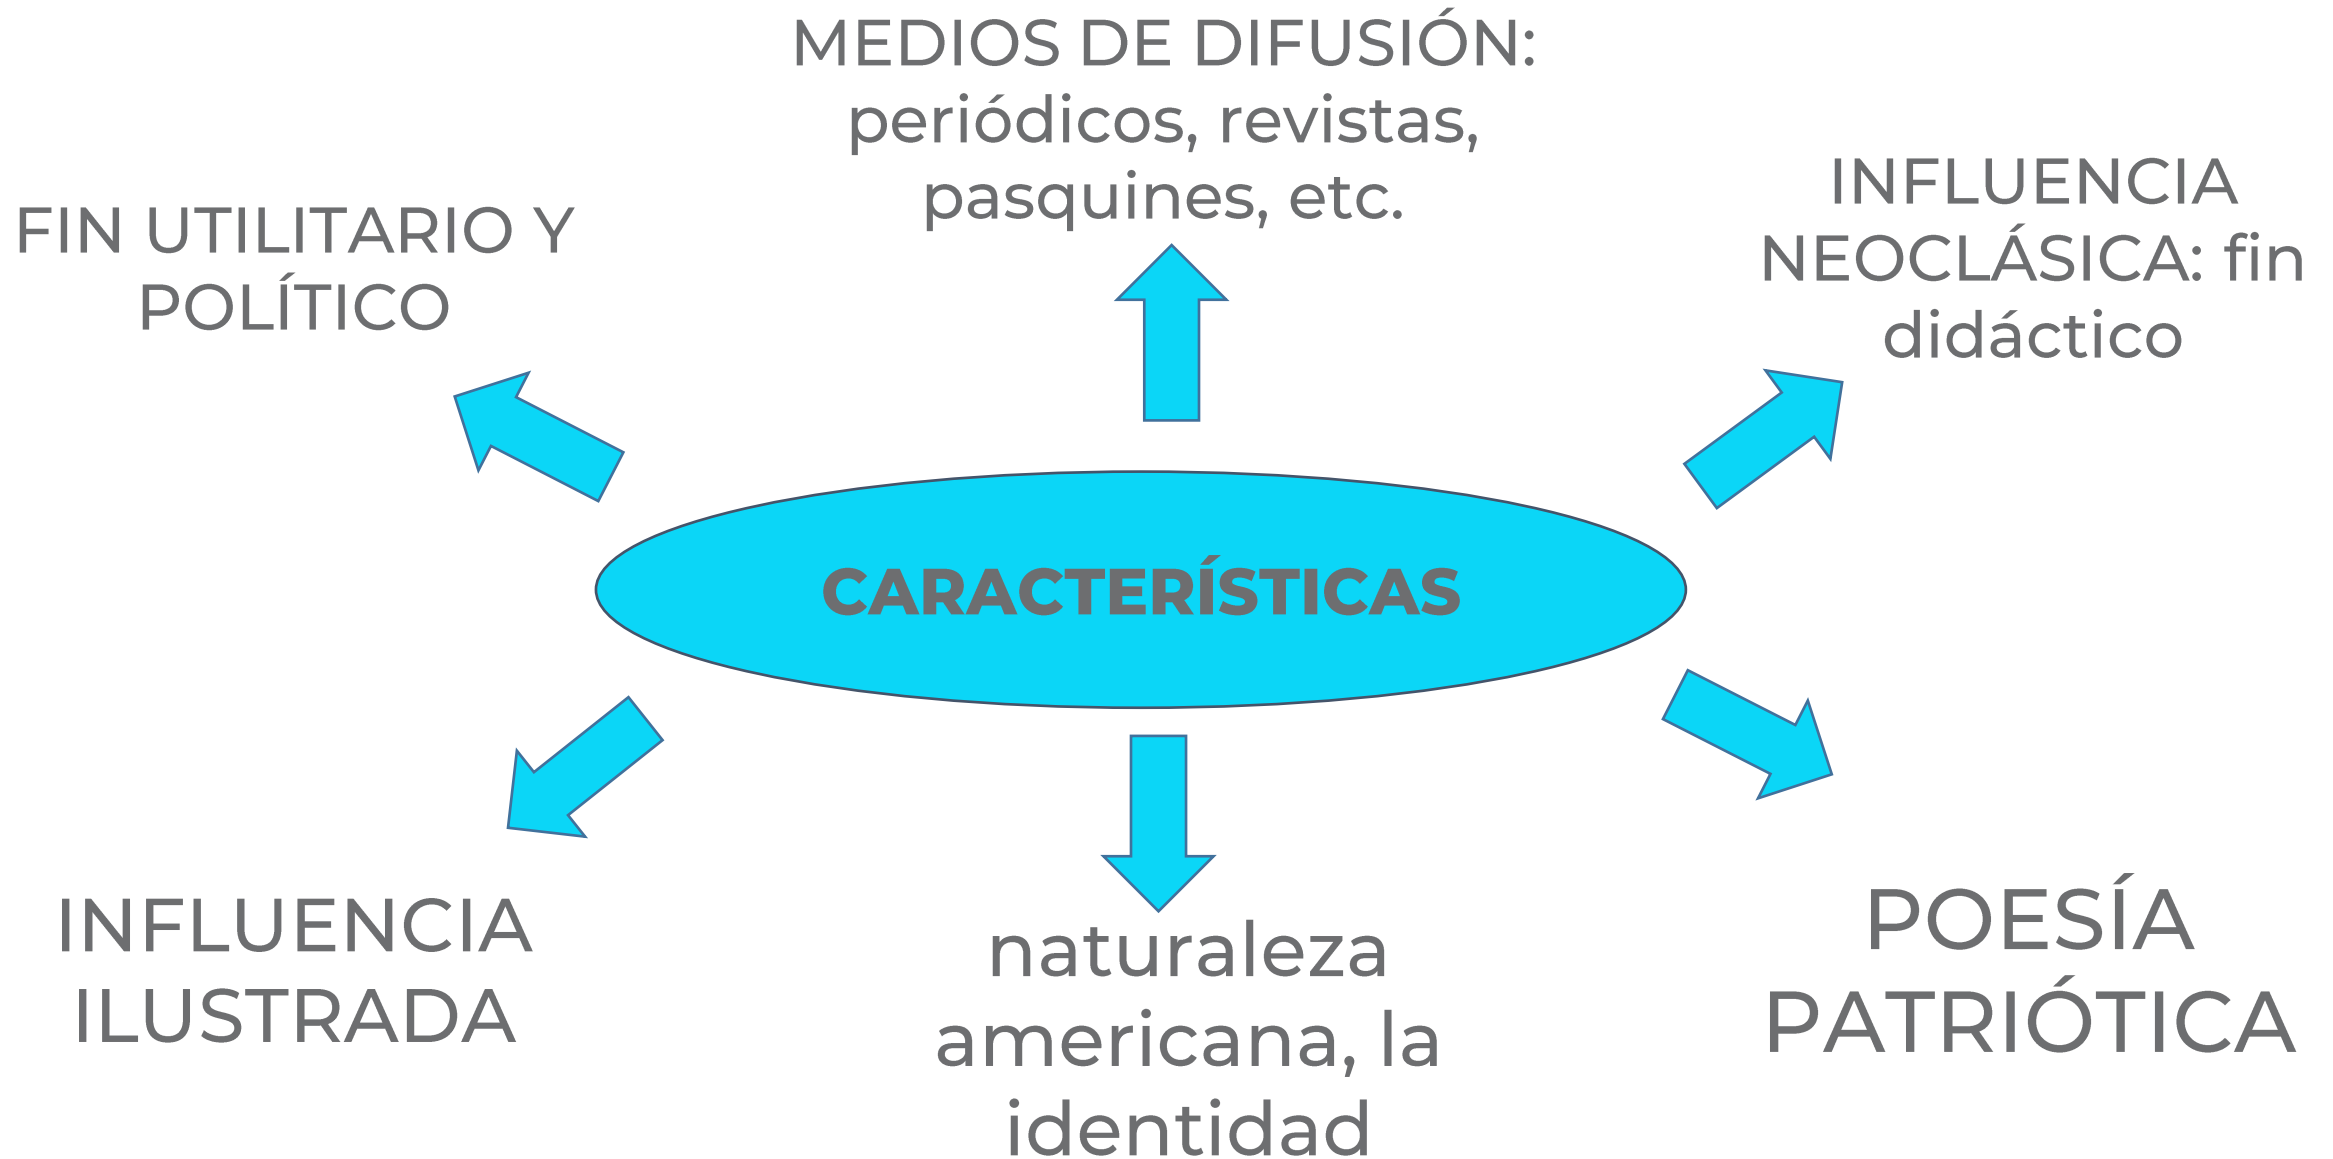 MEDIOS DE DIFUSIÓN:
periódicos, revistas,
pasquines, etc.
FIN UTILITARIO Y
POLÍTICO
INFLUENCIA
NEOCLÁSICA: fin
didáctico
CARACTERÍSTICAS
INFLUENCIA
ILUSTRADA
naturaleza
americana, la
identidad
POESÍA
PATRIÓTICA